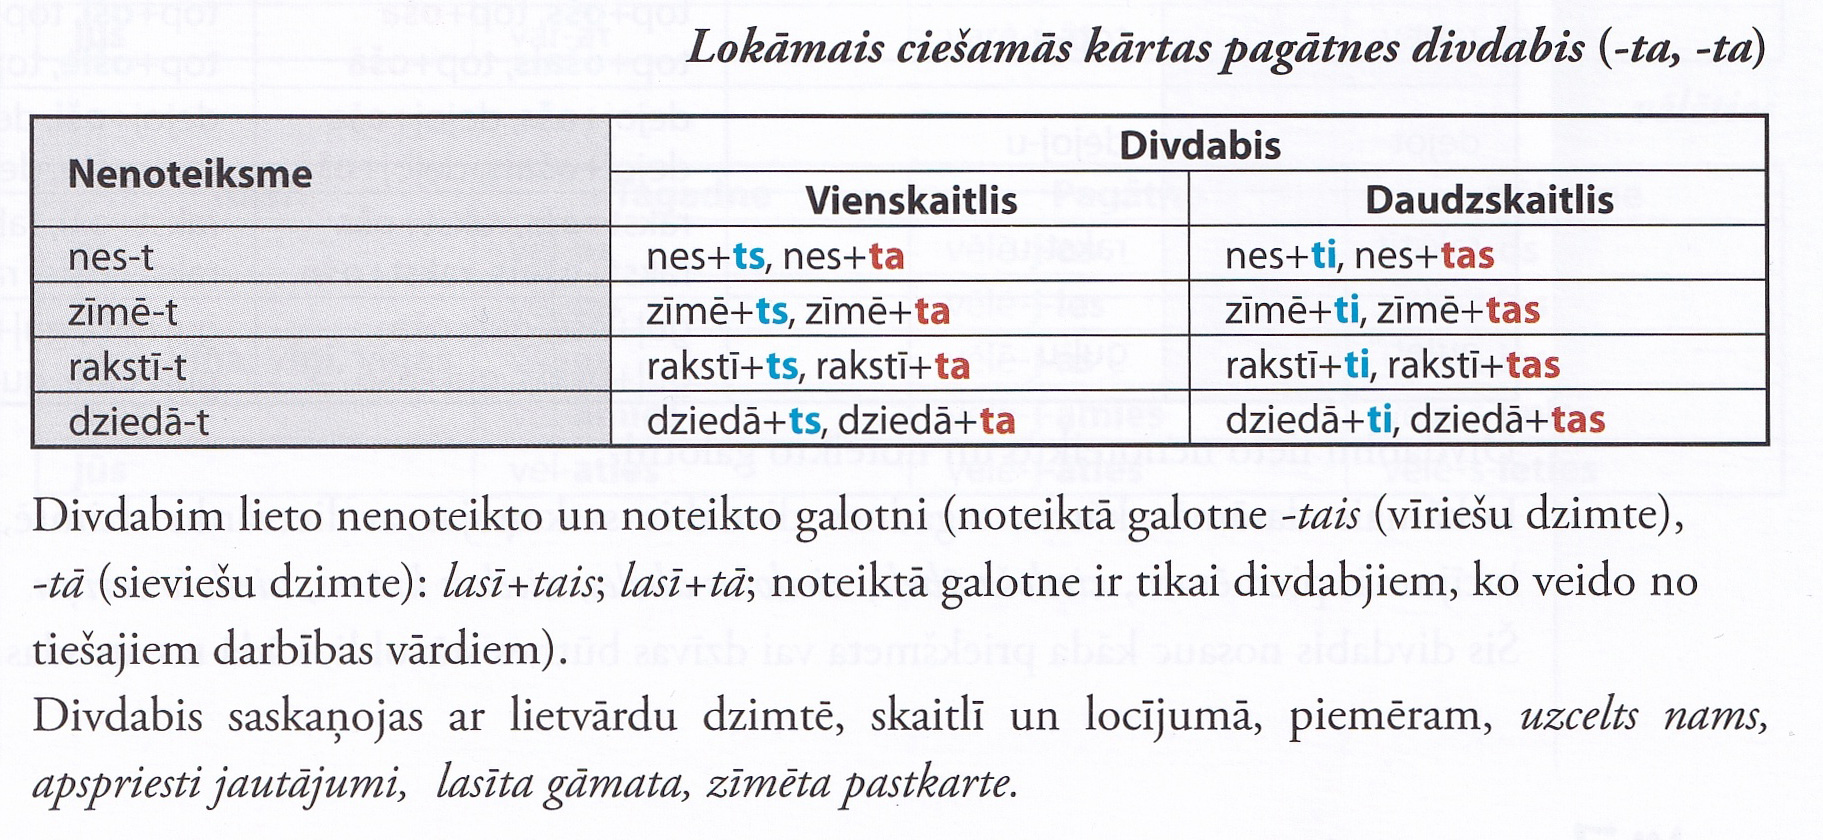 Lokāmais ciešamās kārtas pagātnes divdabis (-ta, -ta)
Nenoteiksme Divdabis
Vienskaitlis Daudzskaitlis
nes-t nes+ts, nes+ta nes+ti, nes+tas
zīmē-t zīmē+ts, zīmē+ta zīmē+ti, zīmē+tas
rakstī-t rakstī+ts, rakstī+ta rakstī+ti, rakstī+tas
dziedā-t dziedā+ts, dziedā+ta dziedā+ti, dziedā+tas
Divdabim lieto nenoteikto un noteikto galotni (noteiktā galotne -tais (vīriešu dzimte),
-tā (sieviešu dzimte): lasī+tais; lasī+tā; noteiktā galotne ir tikai divdabjiem, ko veido no
tiešajiem darbības vārdiem).
Divdabis saskaņojas ar lietvārdu dzimtē, skaitlī un locījumā, piemēram, uzcelts nams,
apspriesti jautājumi, lasīta gāmata, zīmēta pastkarte.